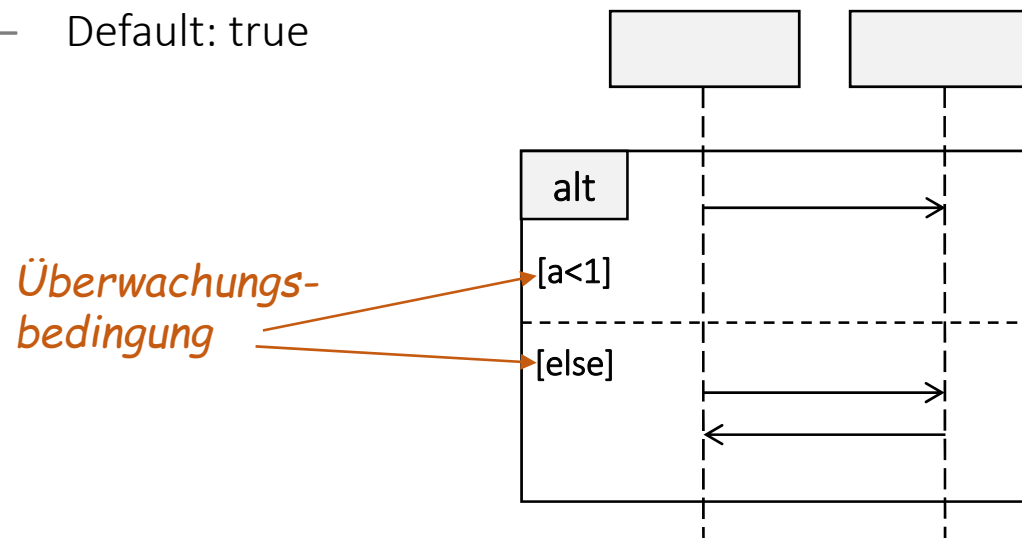 – Default: true
alt
[a<1]
Überwachungs-
bedingung
[else]